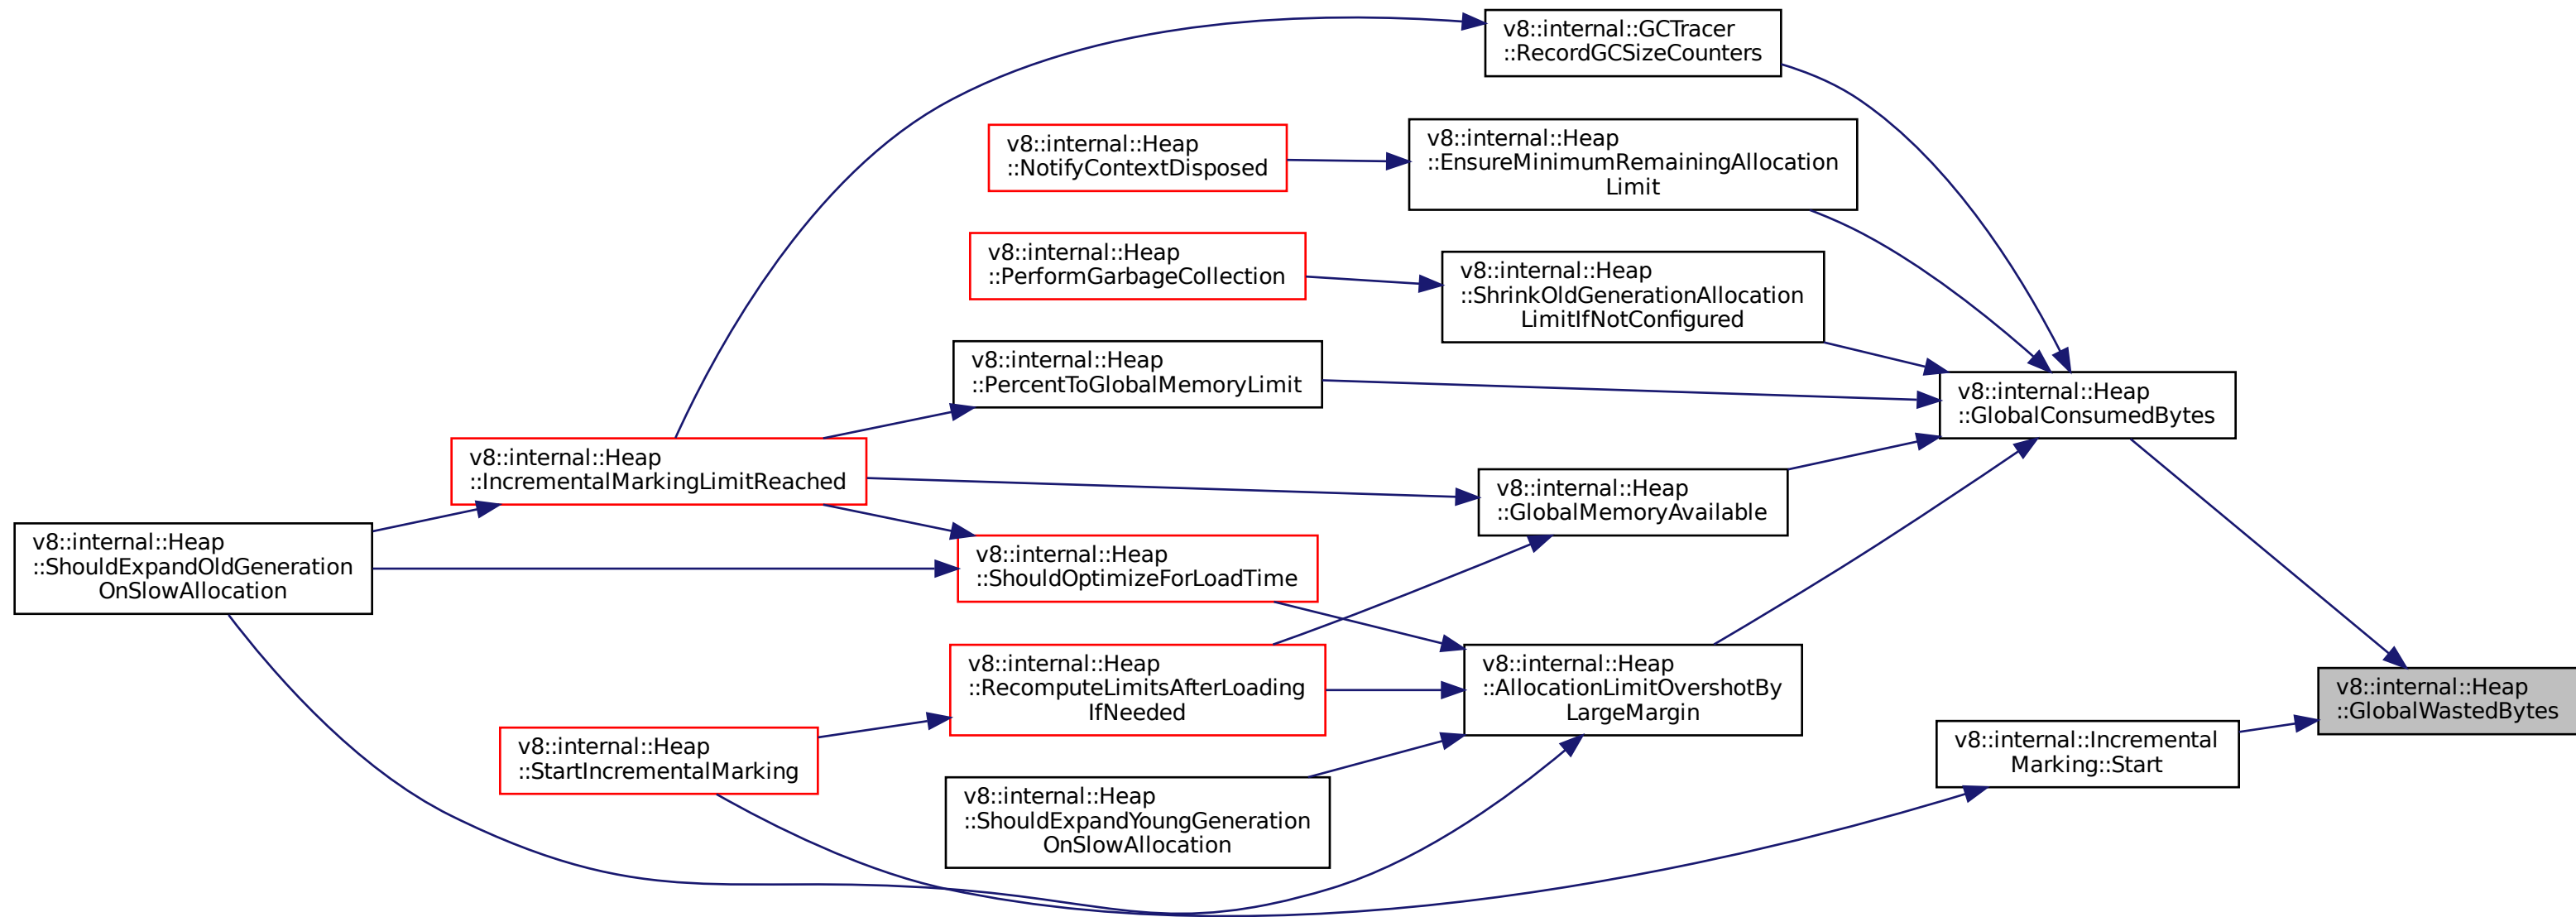 v8::internal::GCTracer
::RecordGCSizeCounters
v8::internal::Heap
::NotifyContextDisposed
v8::internal::Heap
::EnsureMinimumRemainingAllocation
Limit
v8::internal::Heap
::PerformGarbageCollection
v8::internal::Heap
::ShrinkOldGenerationAllocation
LimitIfNotConfigured
v8::internal::Heap
::PercentToGlobalMemoryLimit
v8::internal::Heap
::GlobalConsumedBytes
v8::internal::Heap
::IncrementalMarkingLimitReached
v8::internal::Heap
::GlobalMemoryAvailable
v8::internal::Heap
::ShouldExpandOldGeneration
OnSlowAllocation
v8::internal::Heap
::ShouldOptimizeForLoadTime
v8::internal::Heap
::RecomputeLimitsAfterLoading
IfNeeded
v8::internal::Heap
::AllocationLimitOvershotBy
LargeMargin
v8::internal::Heap
::GlobalWastedBytes
v8::internal::Heap
::StartIncrementalMarking
v8::internal::Incremental
Marking::Start
v8::internal::Heap
::ShouldExpandYoungGeneration
OnSlowAllocation